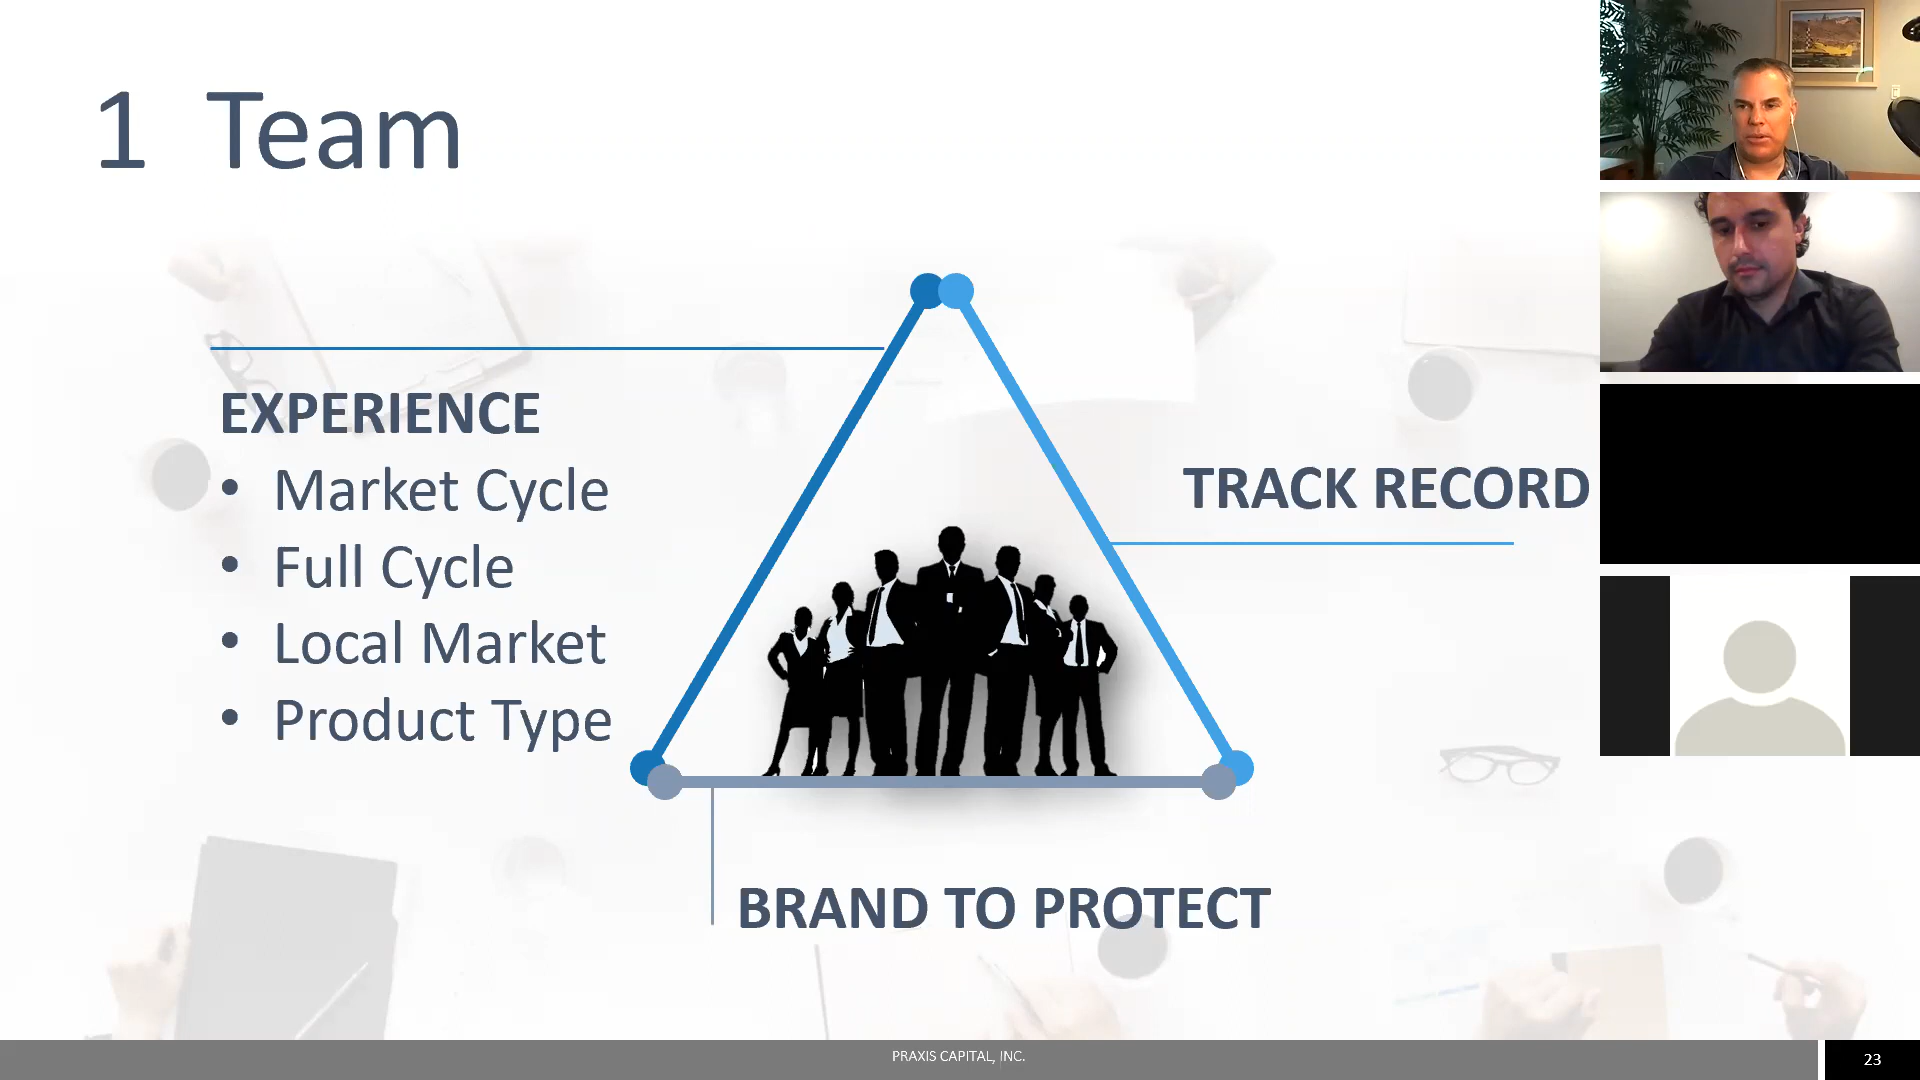 1 Team
EXPERIENCE
• Market Cycle
• Full Cycle
• Local Market
• Product Type
TRACK RECORD
BRAND TO PROTECT
PRAXIS CAPITAL, INC.
23